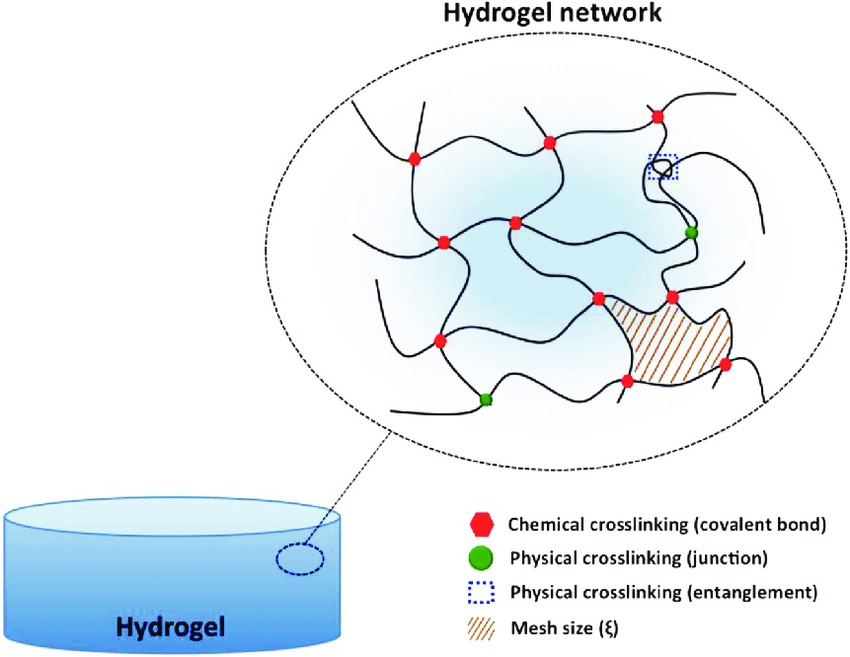 Hydrogel network
Chemical crosslinking (covalent bond)
Physical crosslinking (junction)
Physical crosslinking (entanglement)
Mesh size (ξ)
Hydrogel